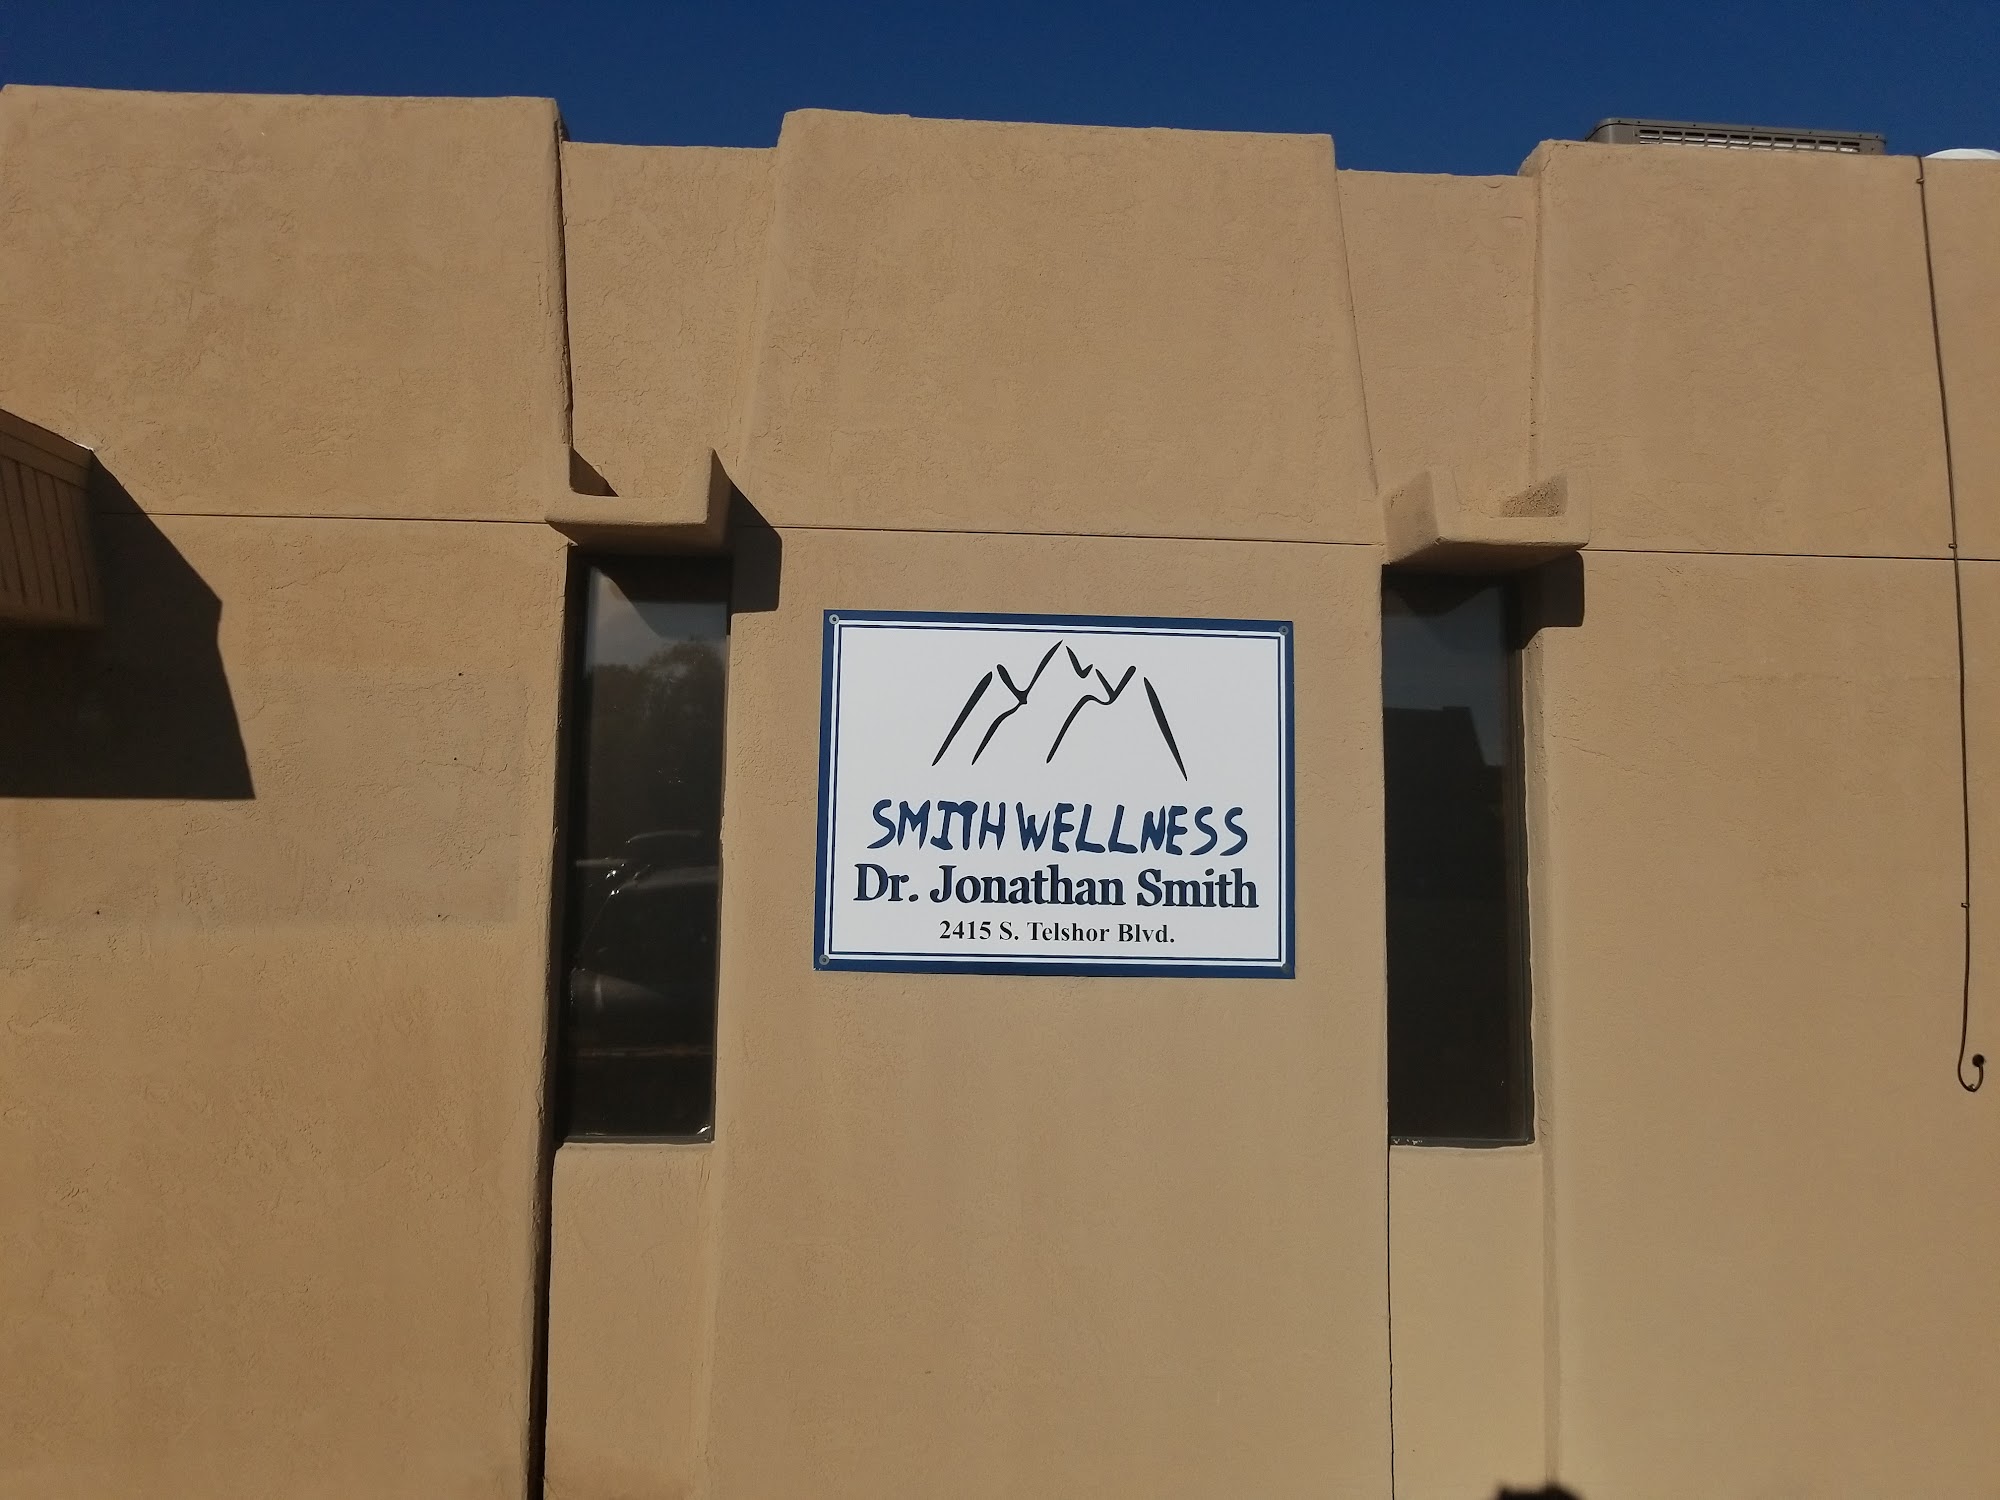 SMITH WELLNESS
Dr. Jonathan Smith
2415 S. Telshor Blvd.